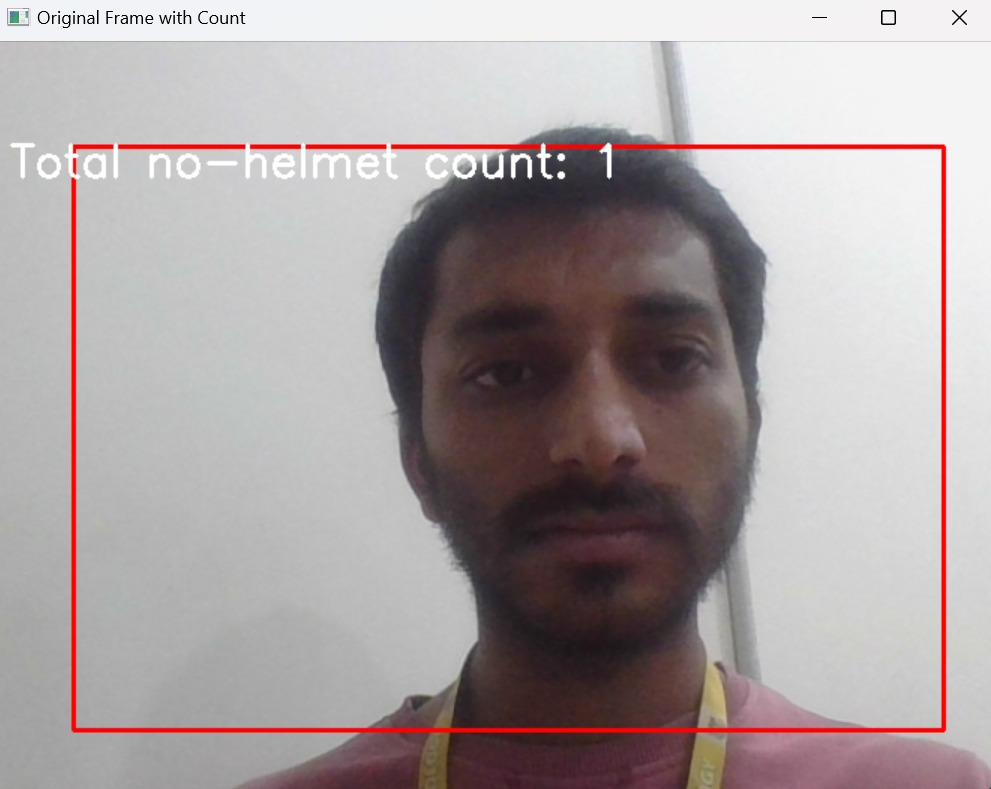 Original Frame with Count
Total no-helmet count: 1